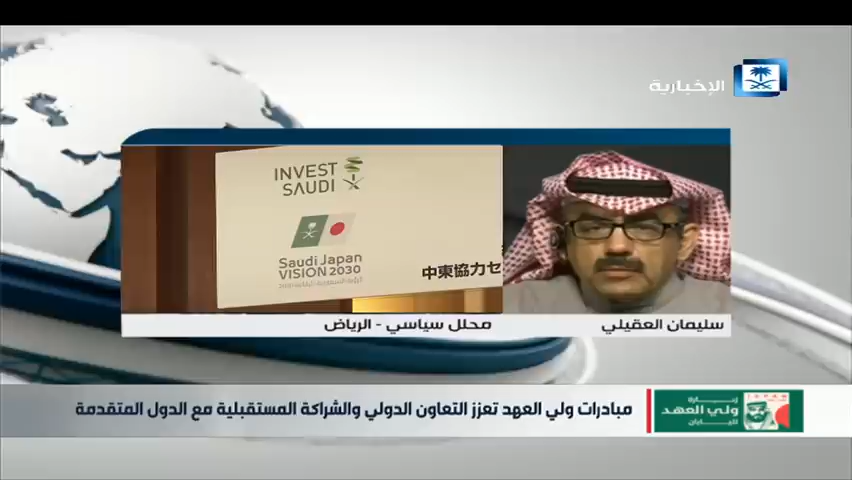 الإخبارية
INVEST
SAUDI
Saudi Japan
VISION 2030
中東協力セ
سليمان العقيلي
محلل سياسي - الرياض
مبادرات ولي العهد تعزز التعاون الدولي والشراكة المستقبلية مع الدول المتقدمة
زيارة
ولي العهد
لليابان
JAPAN